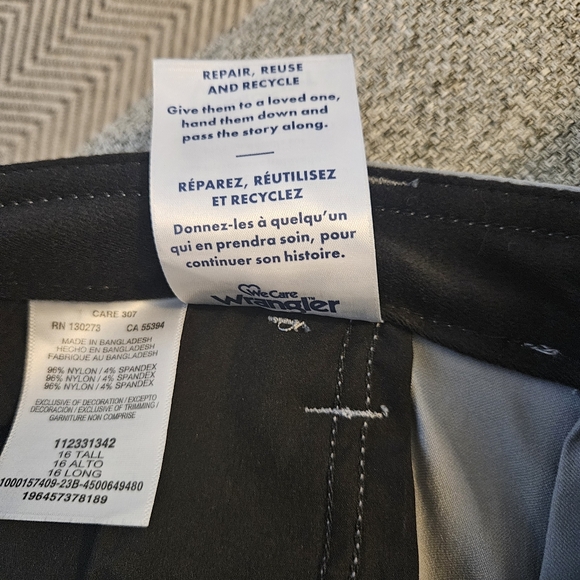 REPAIR, REUSE
AND RECYCLE
Give them to a loved one,
hand them down and
pass the story along.
RÉPAREZ, RÉUTILISEZ
ET RECYCLEZ
Donnez-les à quelqu'un
qui en prendra soin, pour
continuer son histoire.
We Care
Wrangler™
CARE 307
RN 130273 CA 55394
MADE IN BANGLADESH
HECHO EN BANGLADESH
FABRIQUE AU BANGLADESH
96% NYLON / 4% SPANDEX
96% NYLON / 4% SPANDEX
96% NYLON / 4% SPANDEX
EXCLUSIVE OF DECORATION / EXCEPTO
DECORACIÓN / EXCLUSIVE OF TRIMMING /
GARNITURE NON COMPRISE
112331342
16 TALL
16 ALTO
16 LONG
1000157409-23B-4500649480
196457378189